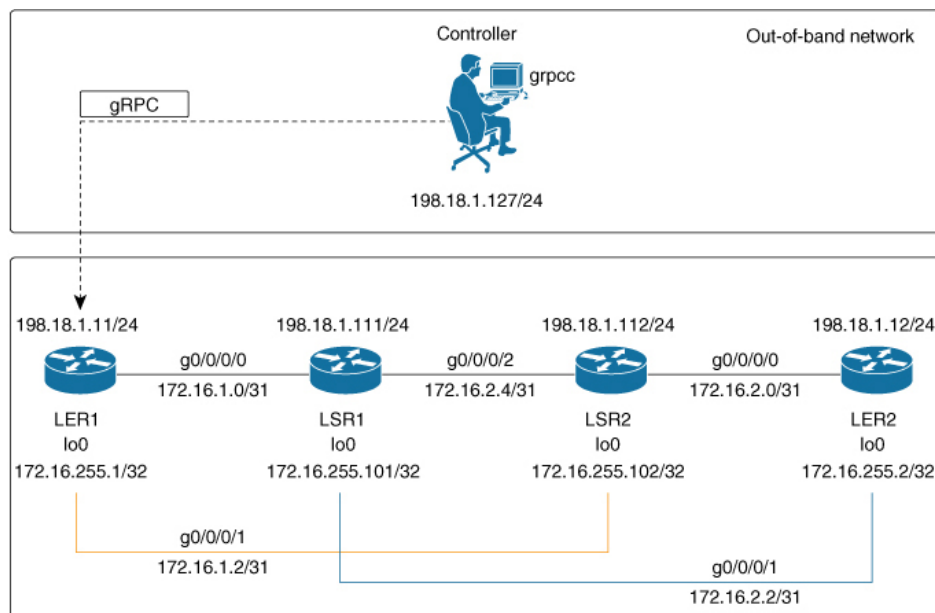 Controller
Out-of-band network
grpcc
gRPC
198.18.1.127/24
198.18.1.11/24
198.18.1.111/24
198.18.1.112/24
198.18.1.12/24
g0/0/0/0
g0/0/0/2
g0/0/0/0
172.16.1.0/31
172.16.2.4/31
172.16.2.0/31
LER1
LSR1
LSR2
LER2
lo0
lo0
lo0
lo0
172.16.255.1/32
172.16.255.101/32
172.16.255.102/32
172.16.255.2/32
g0/0/0/1
172.16.1.2/31
g0/0/0/1
172.16.2.2/31